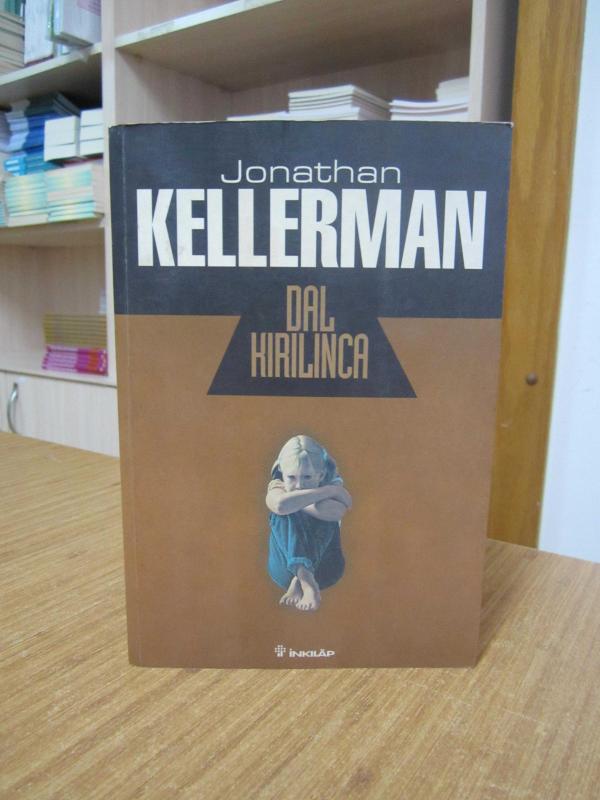 Jonathan
KELLERMAN
DAL
KIRILINCA
İNKILÂP